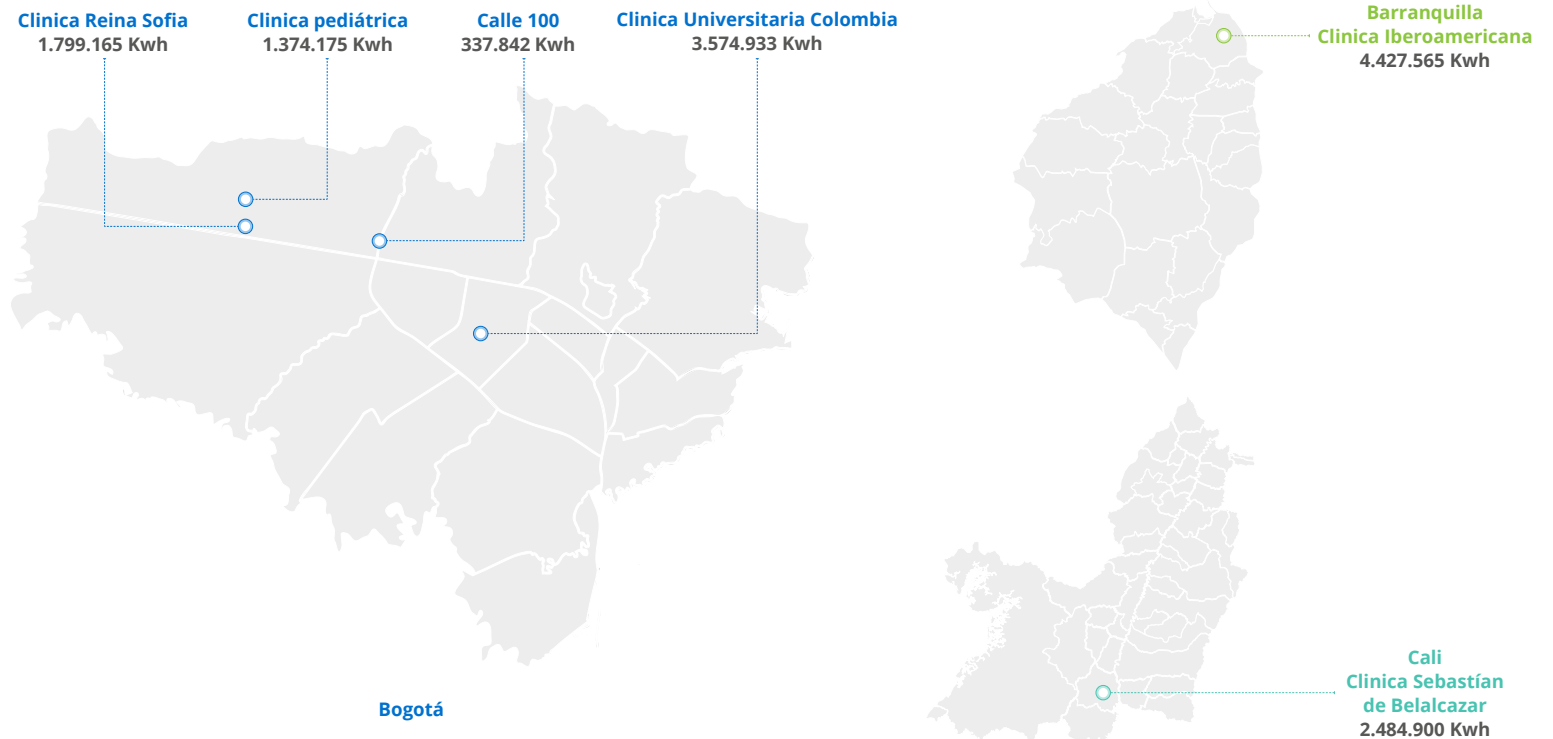 Clinica Reina Sofia
1.799.165 Kwh
Clinica pediátrica
1.374.175 Kwh
Calle 100
337.842 Kwh
Clinica Universitaria Colombia
3.574.933 Kwh
Bogotá
Barranquilla
Clinica Iberoamericana
4.427.565 Kwh
Cali
Clinica Sebastían
de Belalcazar
2.484.900 Kwh